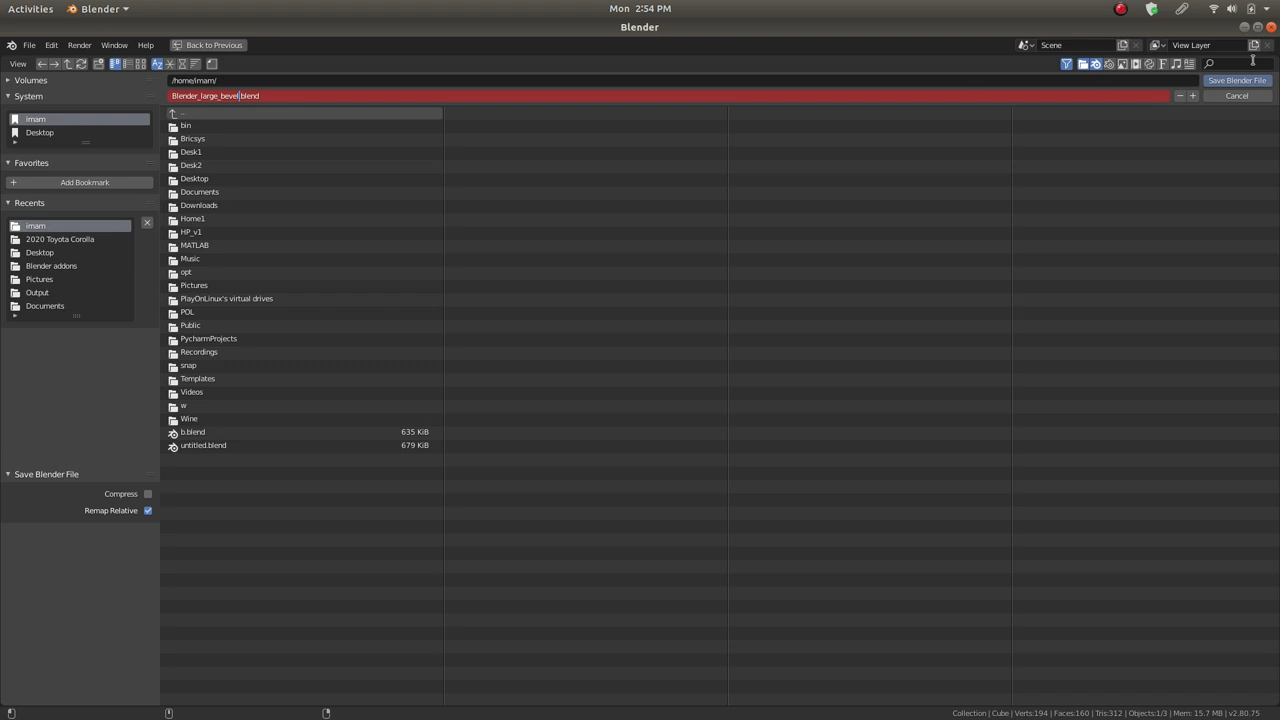 Activities Blender Mon 2:54 PM
Blender
File Edit Render Window Help Back to Previous Scene View Layer
View
Volumes
/home/imam/
Save Blender File
System
Blender_large_bevel.blend
Cancel
imam
Desktop
Favorites
Add Bookmark
Recents
imam
2020 Toyota Corolla
Desktop
Blender addons
Pictures
Output
Documents
..
bin
Bricsys
Desk1
Desk2
Desktop
Documents
Downloads
Home1
HP_v1
MATLAB
Music
opt
Pictures
PlayOnLinux's virtual drives
POL
Public
PycharmProjects
Recordings
snap
Templates
Videos
w
Wine
b.blend 635 KiB
untitled.blend 679 KiB
Save Blender File
Compress
Remap Relative
Collection | Cube | Verts:194 | Faces:160 | Tris:312 | Objects:1/3 | Mem: 15.7 MB | v2.80.75